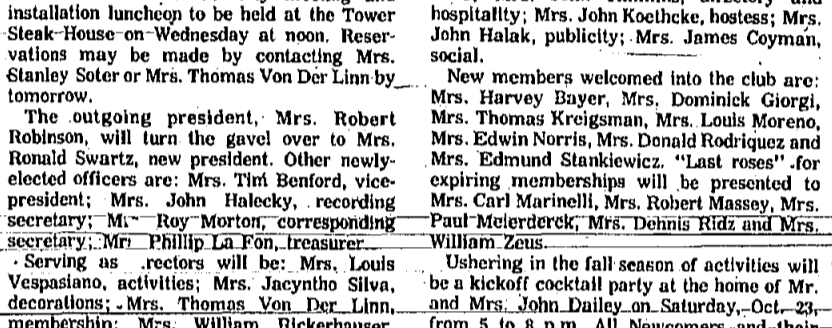 installation luncheon to be held at the Tower
Steak House on Wednesday at noon. Reser-
vations may be made by contacting Mrs.
Stanley Soter or Mrs. Thomas Von Der Linn by
tomorrow.
The outgoing president, Mrs. Robert
Robinson, will turn the gavel over to Mrs.
Ronald Swartz, new president. Other newly-
elected officers are: Mrs. Tim Benford, vice-
president; Mrs. John Halecky, recording
secretary; Mrs. Roy Morton, corresponding
secretary; Mrs. Phillip La Fon, treasurer.
Serving as directors will be: Mrs. Louis
Vespasiano, activities; Mrs. Jacyntho Silva,
decorations; Mrs. Thomas Von Der Linn,
membership; Mrs. William Rickerhauser,
hospitality; Mrs. John Koethcke, hostess; Mrs.
John Halak, publicity; Mrs. James Coyman,
social.
New members welcomed into the club are:
Mrs. Harvey Bayer, Mrs. Dominick Giorgi,
Mrs. Thomas Kreigsman, Mrs. Louis Moreno,
Mrs. Edwin Norris, Mrs. Donald Rodriquez and
Mrs. Edmund Stankiewicz. "Last roses" for
expiring memberships will be presented to
Mrs. Carl Marinelli, Mrs. Robert Massey, Mrs.
Paul Meierderck, Mrs. Dennis Ridz and Mrs.
William Zeus.
Ushering in the fall season of activities will
be a kickoff cocktail party at the home of Mr.
and Mrs. John Dailey on Saturday, Oct. 23,
from 5 to 8 p.m. All Newcomers and their